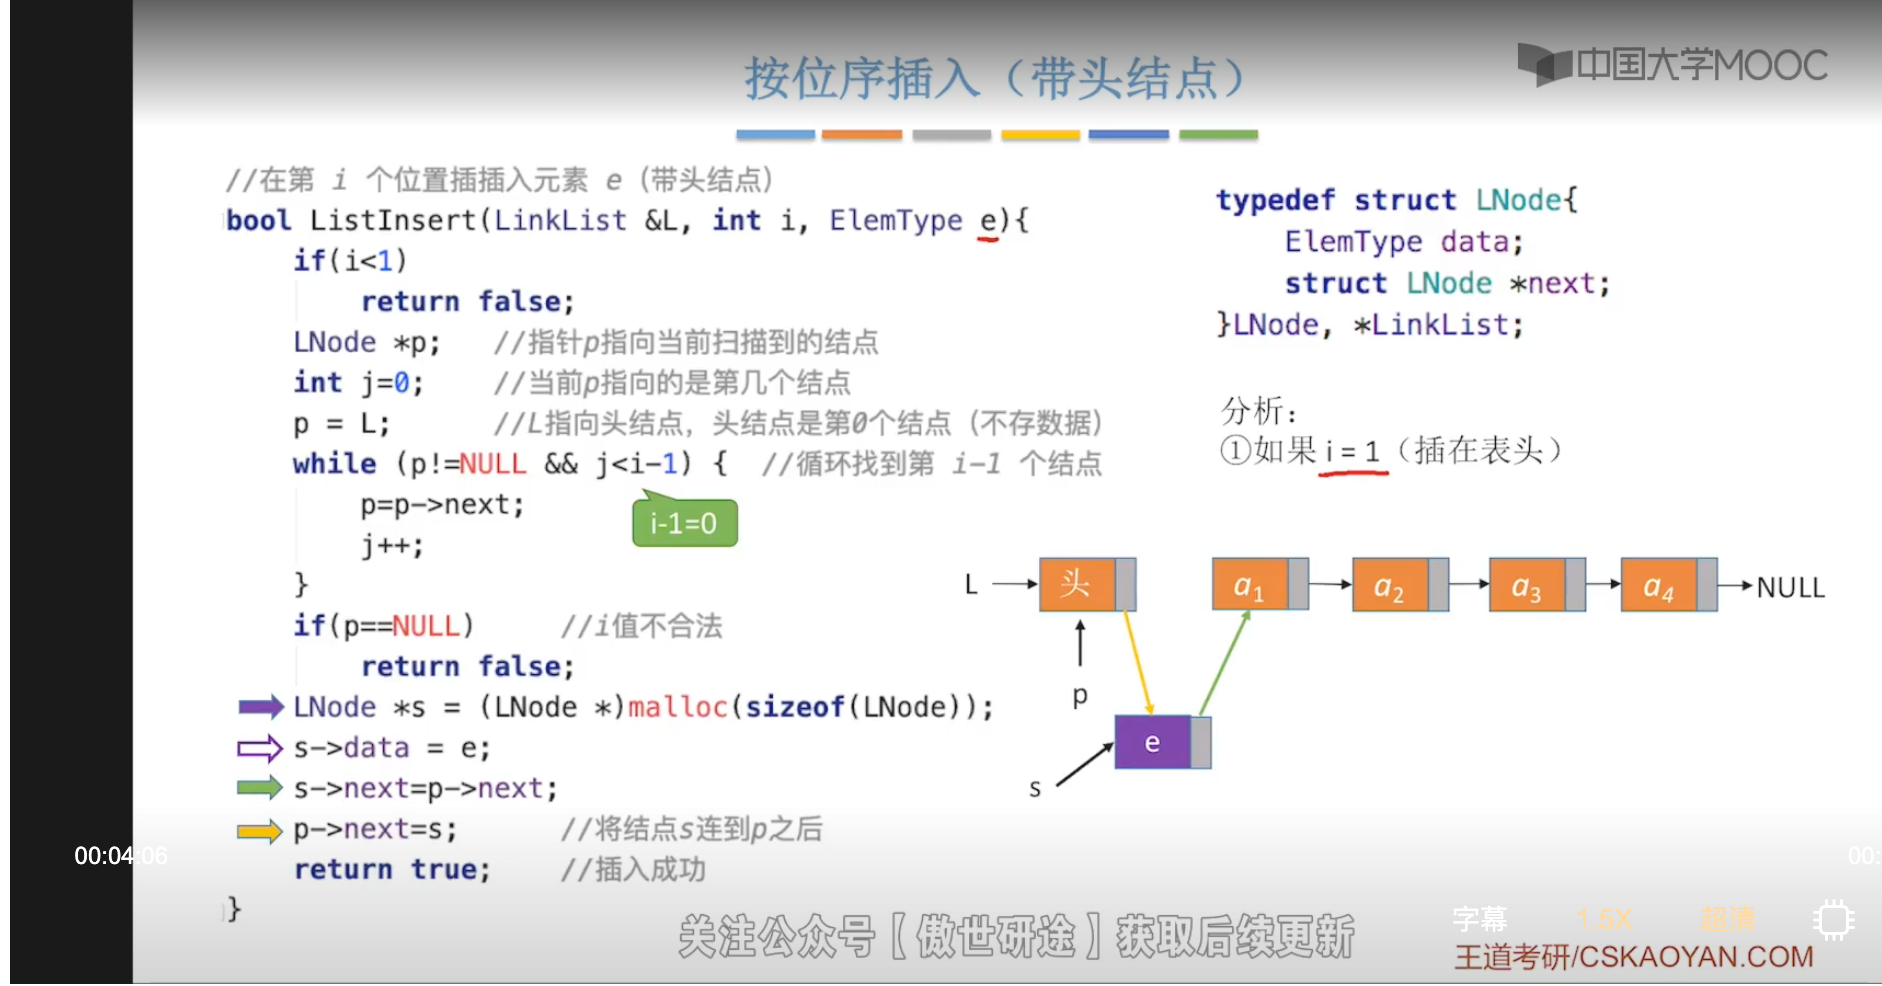 按位序插入（带头结点）
中国大学MOOC
//在第 i 个位置插插入元素 e（带头结点）
bool ListInsert(LinkList &L, int i, ElemType e){
if(i<1)
return false;
LNode *p; //指针p指向当前扫描到的结点
int j=0; //当前p指向的是第几个结点
p = L; //L指向头结点，头结点是第0个结点（不存数据）
while (p!=NULL && j<i-1) { //循环找到第 i-1 个结点
p=p->next;
i-1=0
j++;
}
if(p==NULL) //i值不合法
return false;
LNode *s = (LNode *)malloc(sizeof(LNode));
s->data = e;
s->next=p->next;
p->next=s; //将结点s连到p之后
return true; //插入成功
}
typedef struct LNode{
ElemType data;
struct LNode *next;
}LNode, *LinkList;
分析：
①如果 i = 1（插在表头）
L 头 a1 a2 a3 a4 NULL
p
e
s
00:04:06
00:
关注公众号【傲世研途】获取后续更新
字幕 1.5X 超清
王道考研/CSKAOYAN.COM